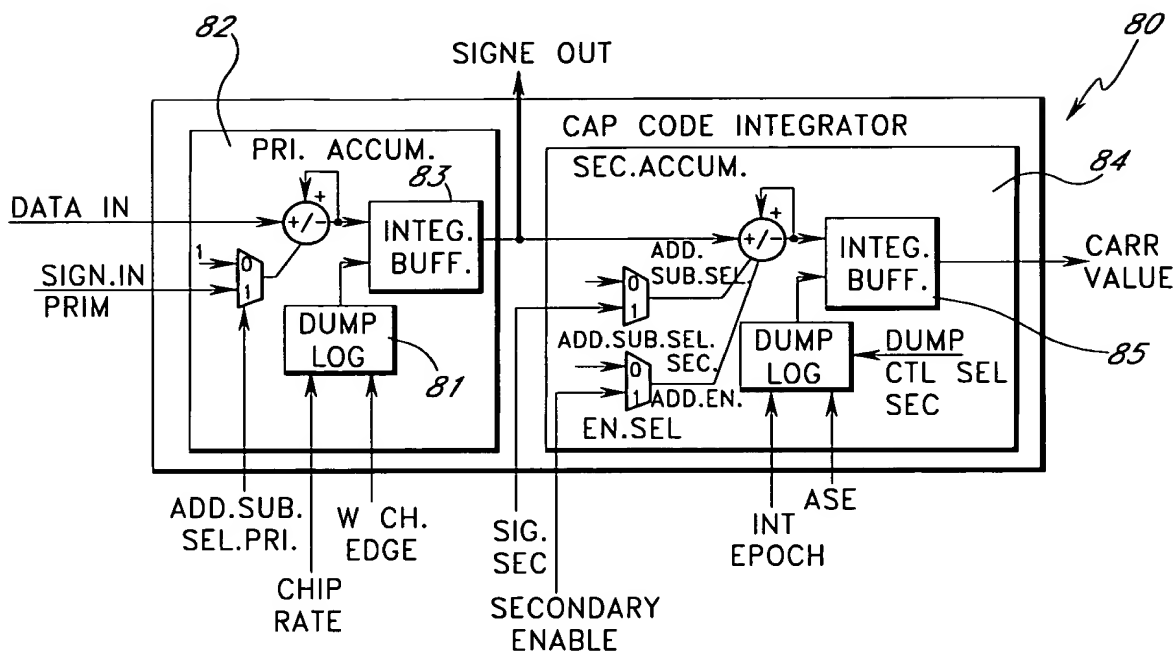 82
80
SIGNE OUT
CAP CODE INTEGRATOR
PRI. ACCUM.
83
DATA IN
+
+/-
INTEG.
BUFF.
1
0
1
SIGN.IN
PRIM
DUMP
LOG
81
SEC.ACCUM.
84
+
+/-
ADD.
SUB.SEL.
INTEG.
BUFF.
CARR
VALUE
85
0
1
ADD.SUB.SEL.
SEC.
0
1
ADD.EN.
EN.SEL
DUMP
LOG
DUMP
CTL SEL
SEC
ADD.SUB.
SEL.PRI.
W CH.
EDGE
CHIP
RATE
SIG.
SEC
SECONDARY
ENABLE
INT
EPOCH
ASE